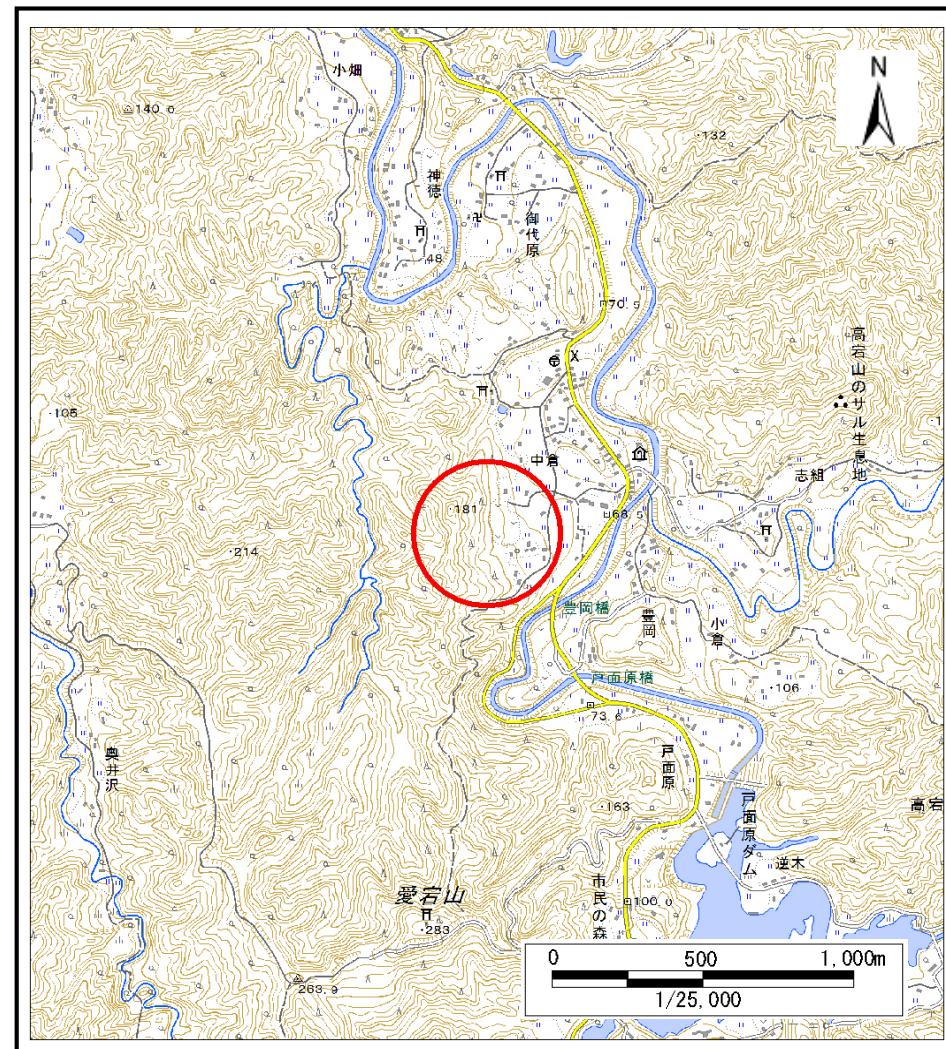 小畑
N
140.0
132
神徳
御代原
48
70.5
高宕山のサル生息地
105
中倉
志組
181
68.5
214
豊岡橋
豊岡
小倉
戸面原橋
106
73.6
奥井沢
戸面原
163
戸面原ダム
高宕
逆木
愛宕山
市民の森
283
100.0
263.9
0 500 1,000m
1/25,000